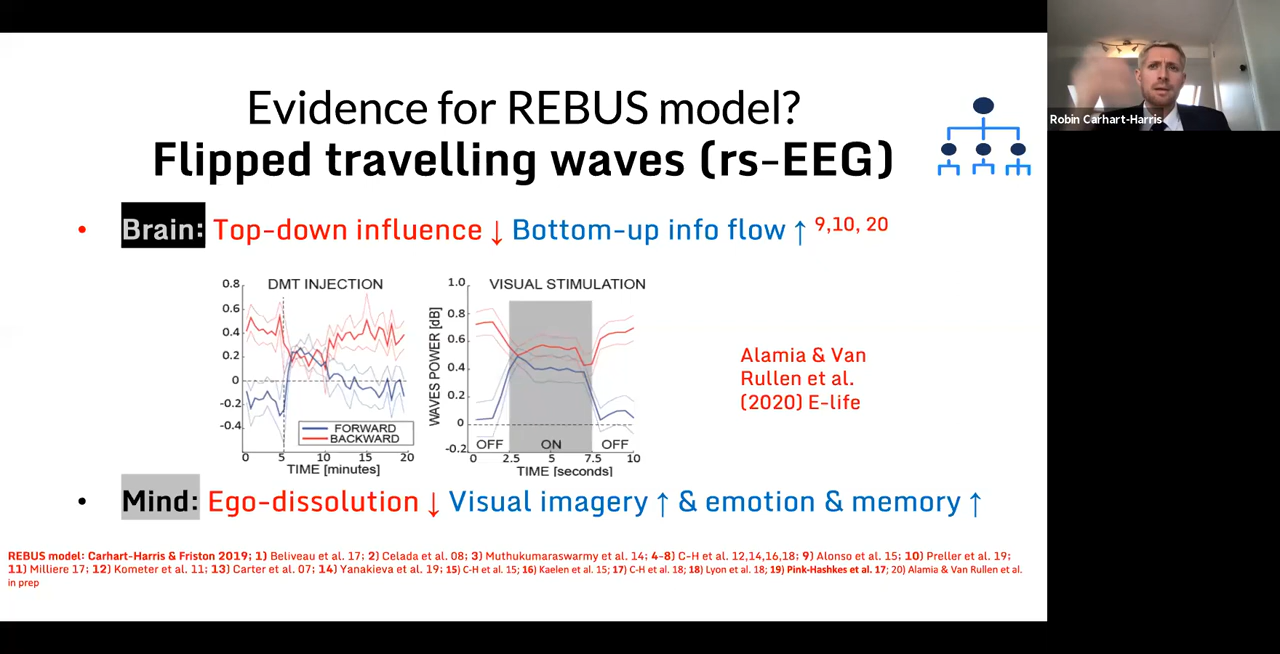 Evidence for REBUS model?
Flipped travelling waves (rs-EEG)
Robin Carhart-Harris
• Brain: Top-down influence ↓ Bottom-up info flow ↑ 9,10, 20
DMT INJECTION
0.8
0.6
0.4
0.2
0
-0.2
-0.4
FORWARD
BACKWARD
0 5 10 15 20
TIME [minutes]
VISUAL STIMULATION
WAVES POWER [dB]
1.0
0.8
0.6
0.4
0.2
0
-0.2
OFF ON OFF
0 2.5 5 7.5 10
TIME [seconds]
Alamia & Van
Rullen et al.
(2020) E-life
• Mind: Ego-dissolution ↓ Visual imagery ↑ & emotion & memory ↑
REBUS model: Carhart-Harris & Friston 2019; 1) Beliveau et al. 17; 2) Celada et al. 08; 3) Muthukumaraswarmy et al. 14; 4-8) C-H et al. 12,14,16,18; 9) Alonso et al. 15; 10) Preller et al. 19;
11) Milliere 17; 12) Kometer et al. 11; 13) Carter et al. 07; 14) Yanakieva et al. 19; 15) C-H et al. 15; 16) Kaelen et al. 15; 17) C-H et al. 18; 18) Lyon et al. 18; 19) Pink-Hashkes et al. 17; 20) Alamia & Van Rullen et al.
in prep